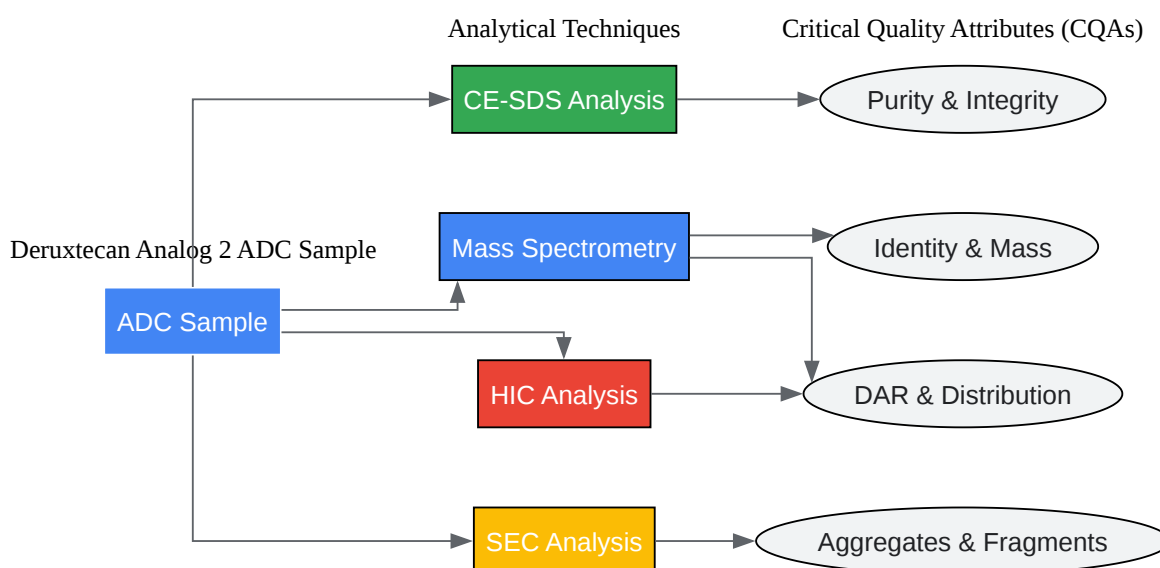 Analytical Techniques
Critical Quality Attributes (CQAs)
CE-SDS Analysis
Purity & Integrity
Deruxtecan Analog 2 ADC Sample
Mass Spectrometry
Identity & Mass
ADC Sample
HIC Analysis
DAR & Distribution
SEC Analysis
Aggregates & Fragments